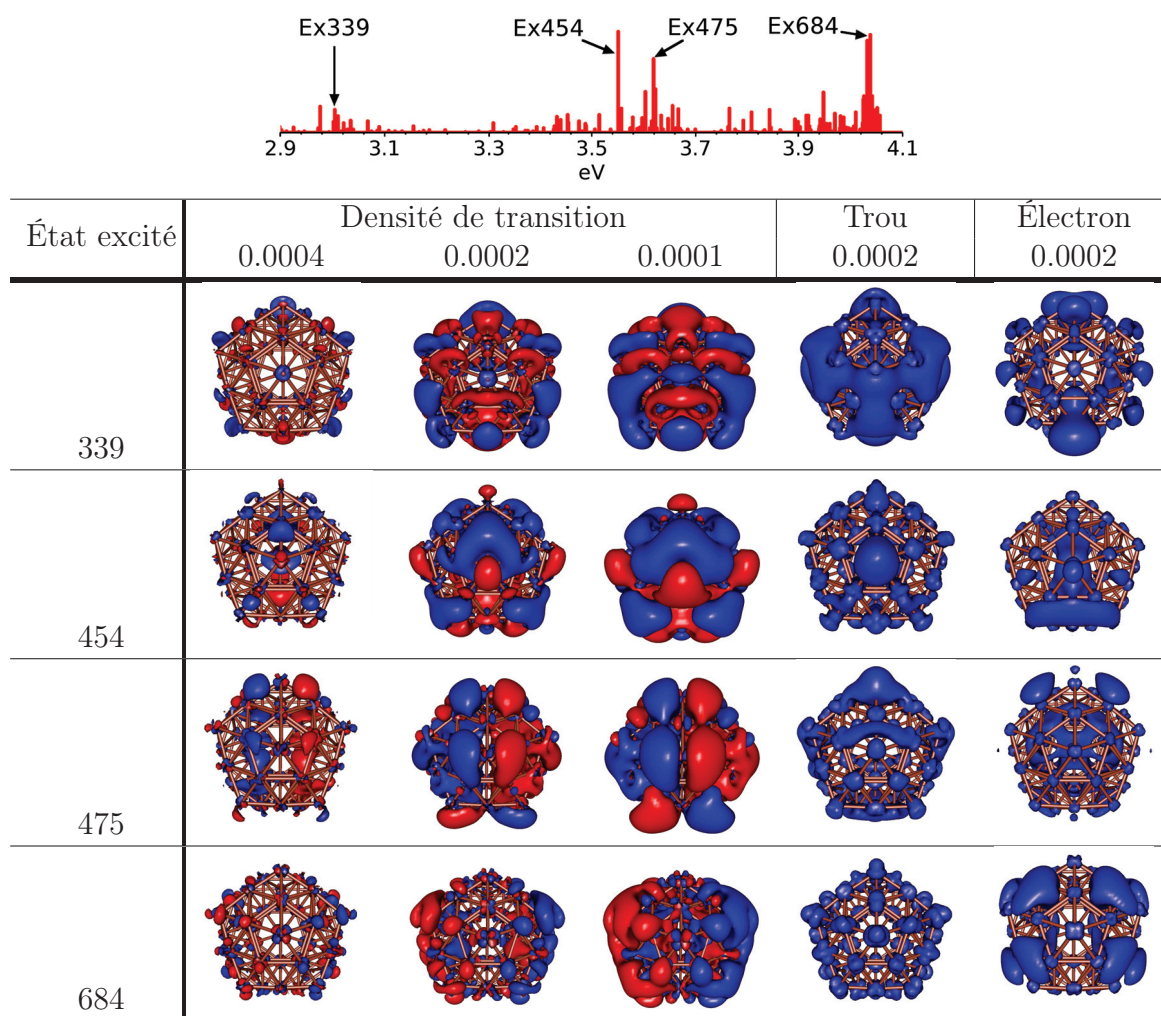 Ex339
Ex454
Ex475
Ex684
2.9 3.1 3.3 3.5 3.7 3.9 4.1
eV
État excité
Densité de transition
Trou
Électron
0.0004 0.0002 0.0001 0.0002 0.0002
339
454
475
684